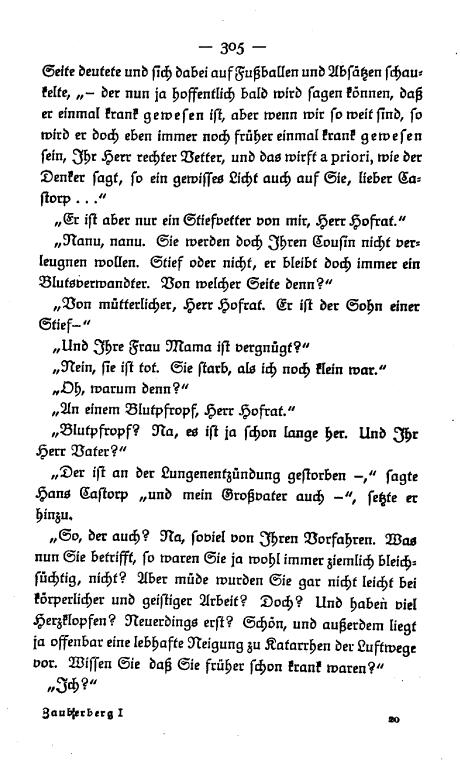 — 305 —
Seite deutete und sich dabei auf Fußballen und Absätzen schau-
kelte, „— der nun ja hoffentlich bald wird sagen können, daß
er einmal krank gewesen ist, aber wenn wir so weit sind, so
wird er doch eben immer noch früher einmal krank gewesen
sein, Ihr Herr rechter Vetter, und das wirft a priori, wie der
Denker sagt, so ein gewisses Licht auch auf Sie, lieber Ca-
storp . . .“
„Er ist aber nur ein Stiefvetter von mir, Herr Hofrat.“
„Nanu, nanu. Sie werden doch Ihren Cousin nicht ver-
leugnen wollen. Stief oder nicht, er bleibt doch immer ein
Blutsverwandter. Von welcher Seite denn?“
„Von mütterlicher, Herr Hofrat. Er ist der Sohn einer
Stief—“
„Und Ihre Frau Mama ist vergnügt?“
„Nein, sie ist tot. Sie starb, als ich noch klein war.“
„Oh, warum denn?“
„An einem Blutpfropf, Herr Hofrat.“
„Blutpfropf? Na, es ist ja schon lange her. Und Ihr
Herr Vater?“
„Der ist an der Lungenentzündung gestorben —,“ sagte
Hans Castorp „und mein Großvater auch —“, setzte er
hinzu.
„So, der auch? Na, soviel von Ihren Vorfahren. Was
nun Sie betrifft, so waren Sie ja wohl immer ziemlich bleich-
süchtig, nicht? Aber müde wurden Sie gar nicht leicht bei
körperlicher und geistiger Arbeit? Doch? Und haben viel
Herzklopfen? Neuerdings erst? Schön, und außerdem liegt
ja offenbar eine lebhafte Neigung zu Katarrhen der Luftwege
vor. Wissen Sie daß Sie früher schon krank waren?“
„Ich?“
Zauberberg I 20